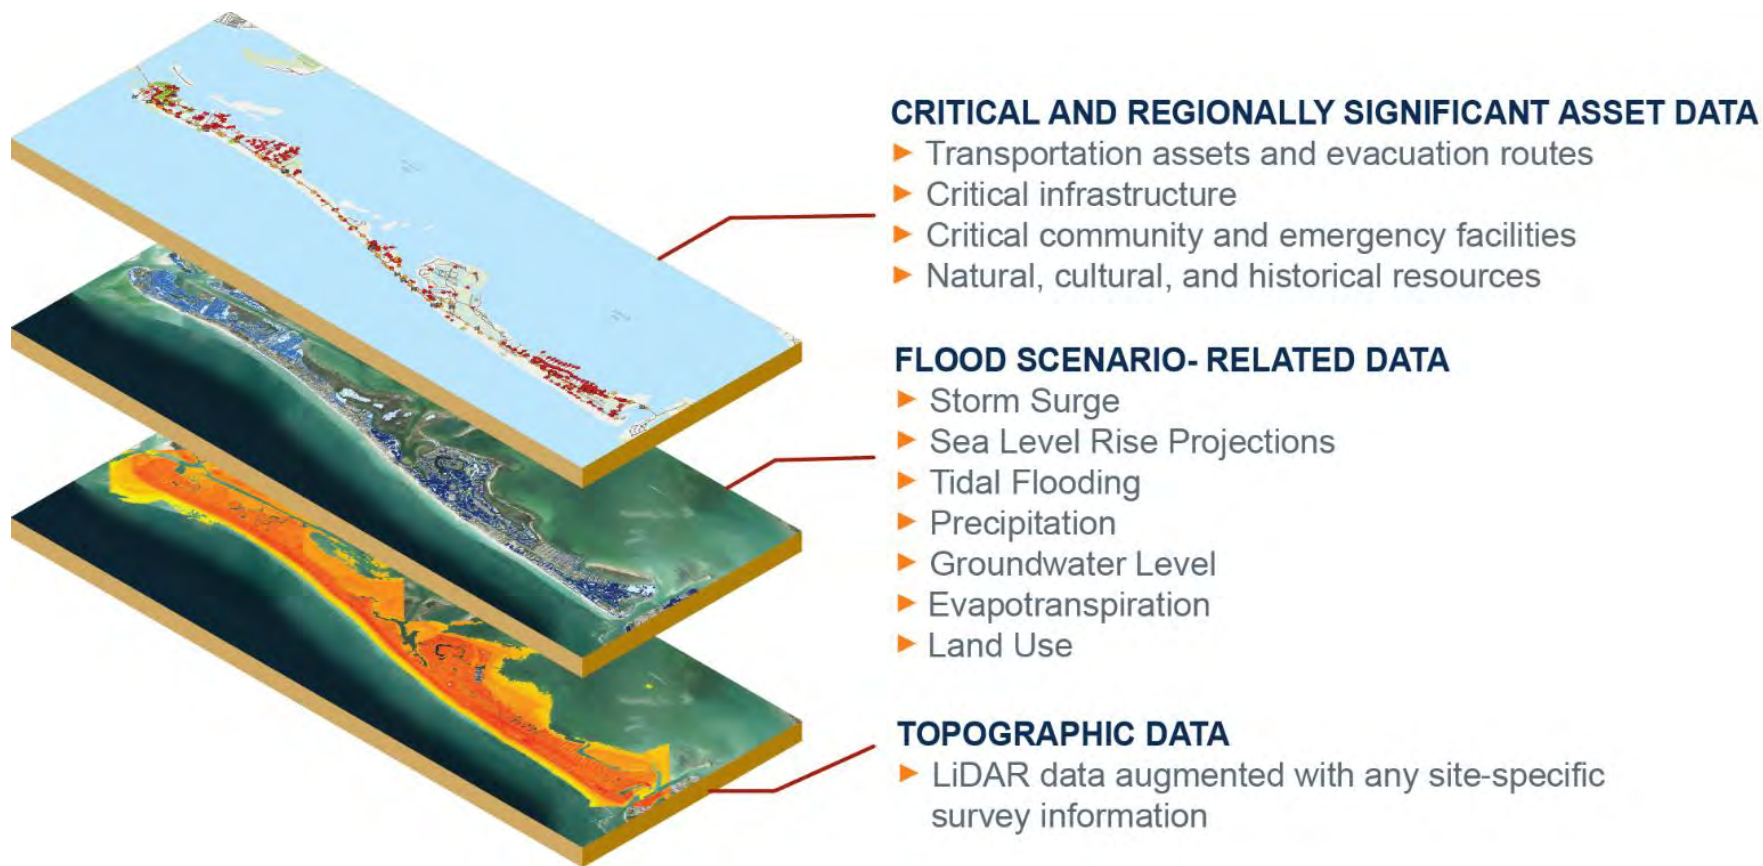 CRITICAL AND REGIONALLY SIGNIFICANT ASSET DATA
Transportation assets and evacuation routes
Critical infrastructure
Critical community and emergency facilities
Natural, cultural, and historical resources
FLOOD SCENARIO- RELATED DATA
Storm Surge
Sea Level Rise Projections
Tidal Flooding
Precipitation
Groundwater Level
Evapotranspiration
Land Use
TOPOGRAPHIC DATA
LiDAR data augmented with any site-specific
survey information